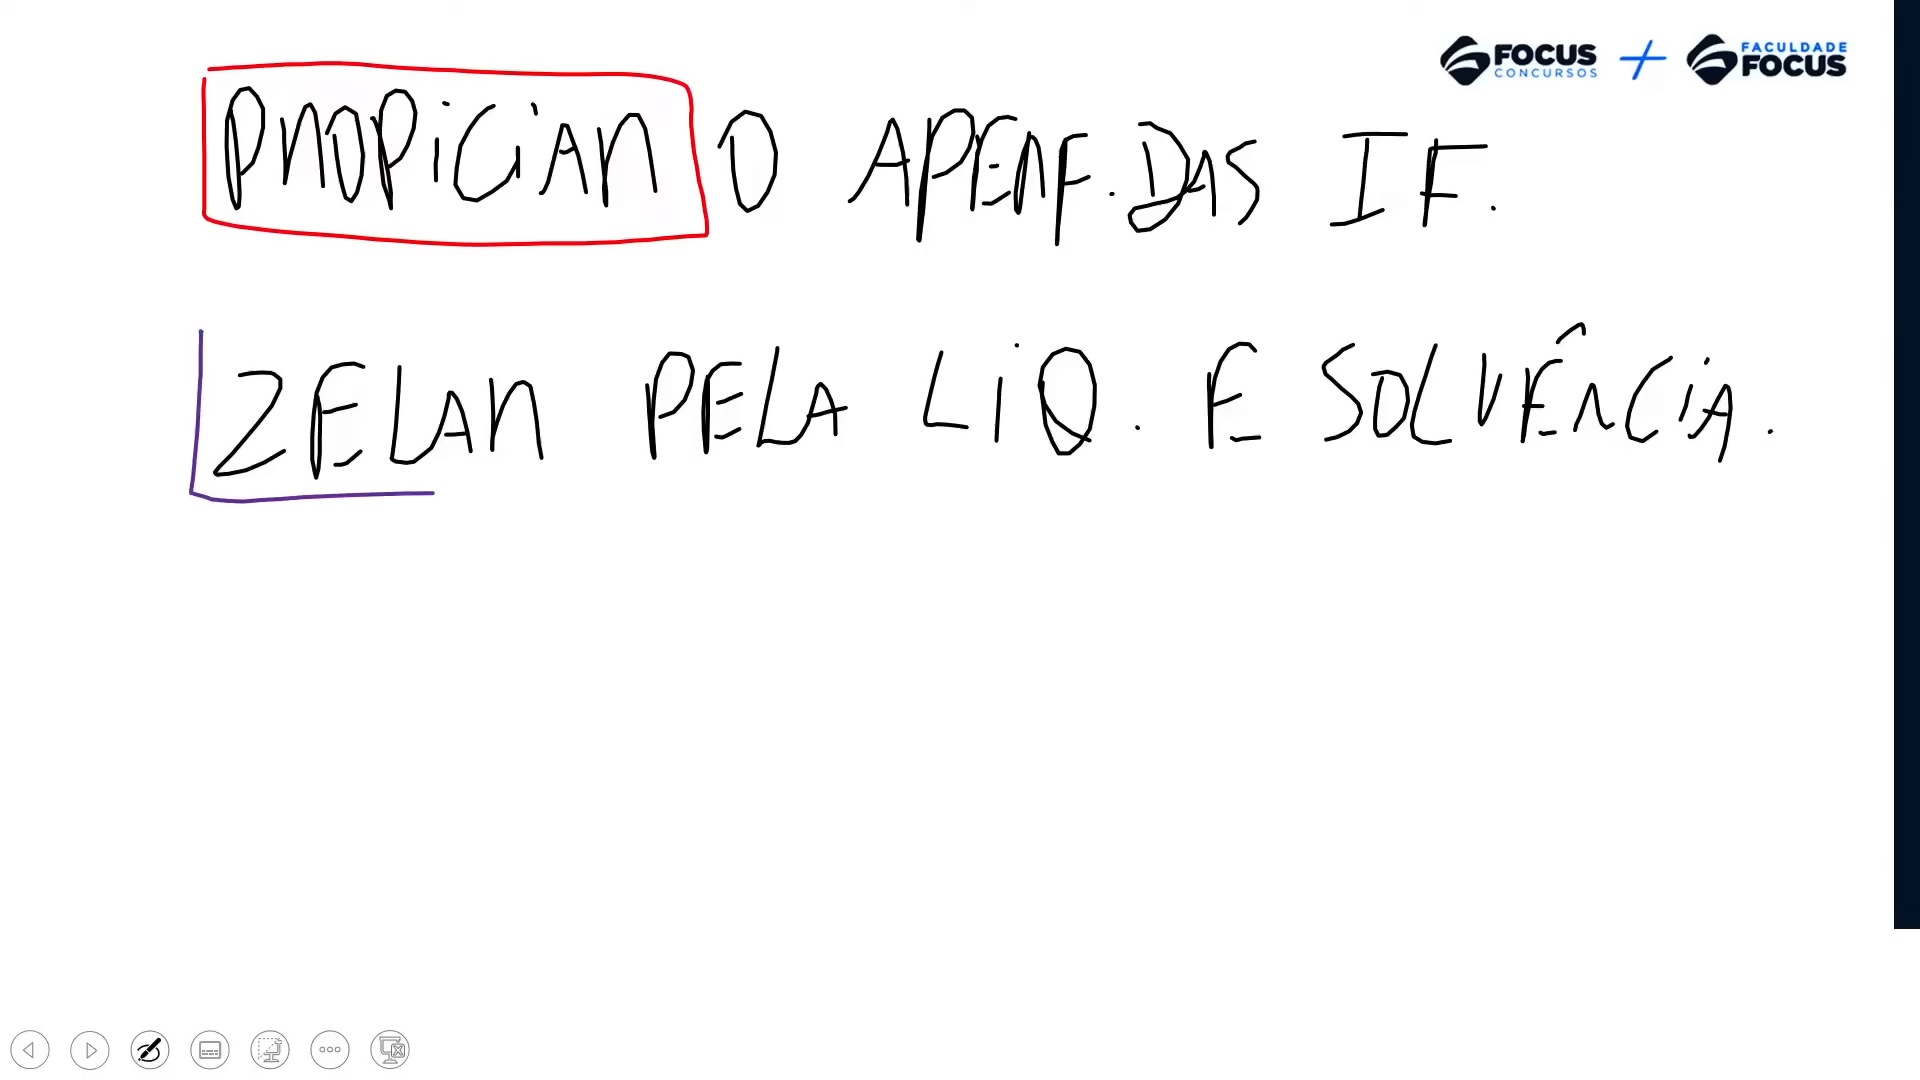 FOCUS CONCURSOS + FACULDADE FOCUS
PROPICIAR O APERF. DAS IF.
ZELAR PELA LIQ. E SOLVÊNCIA.